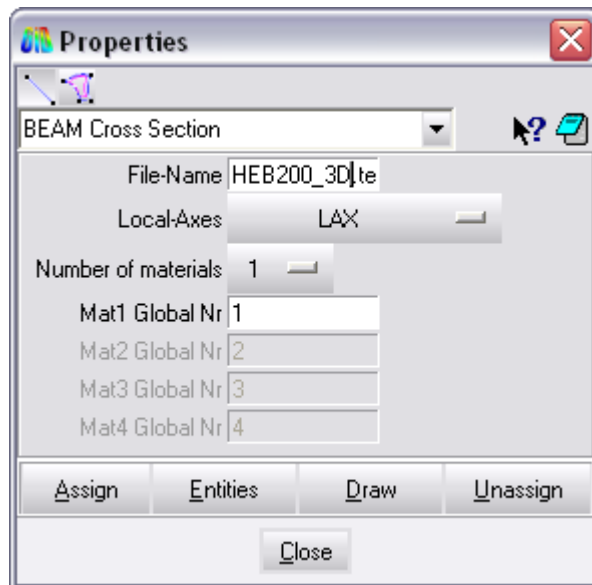 Properties
BEAM Cross Section
File-Name HEB200_3D.te
Local-Axes LAX
Number of materials 1
Mat1 Global Nr 1
Mat2 Global Nr 2
Mat3 Global Nr 3
Mat4 Global Nr 4
Assign Entities Draw Unassign
Close